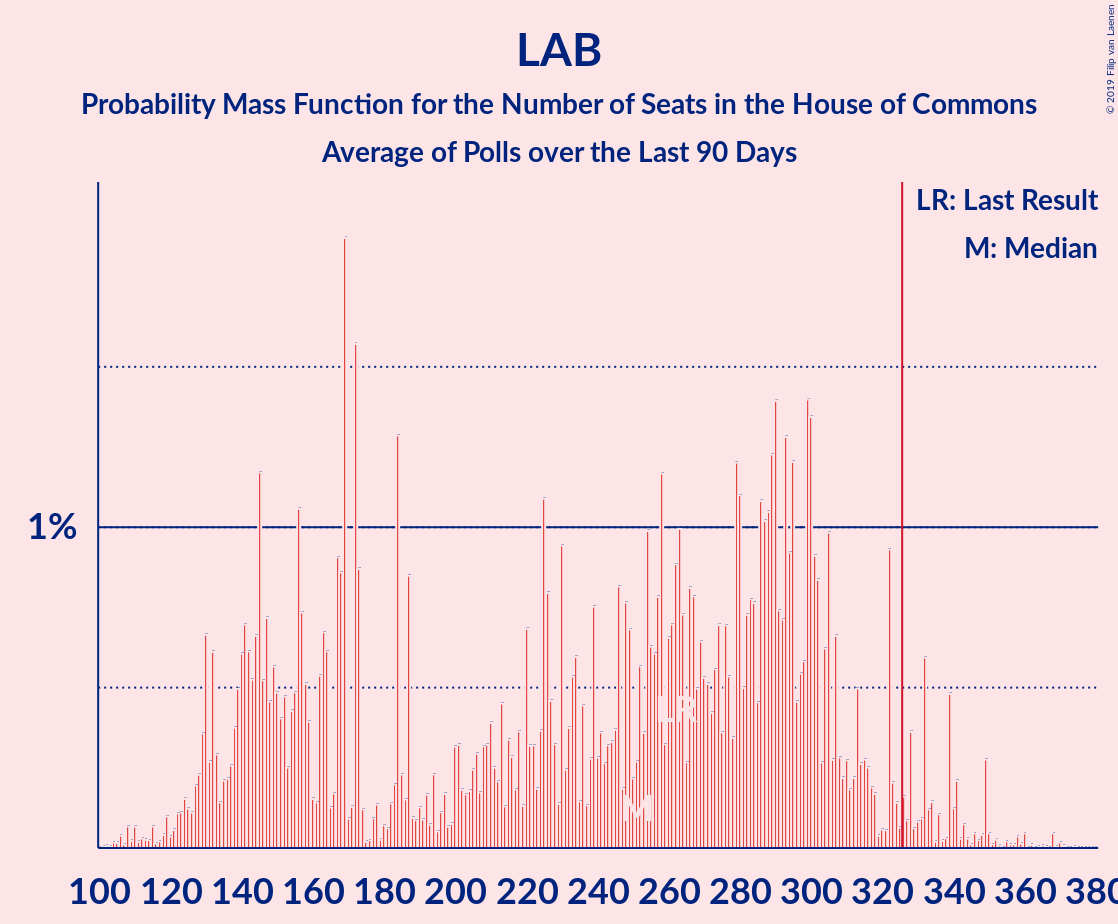 LAB
Probability Mass Function for the Number of Seats in the House of Commons
Average of Polls over the Last 90 Days
© 2019 Filip van Laenen
LR: Last Result
M: Median
1%
LR
M
100 120 140 160 180 200 220 240 260 280 300 320 340 360 380